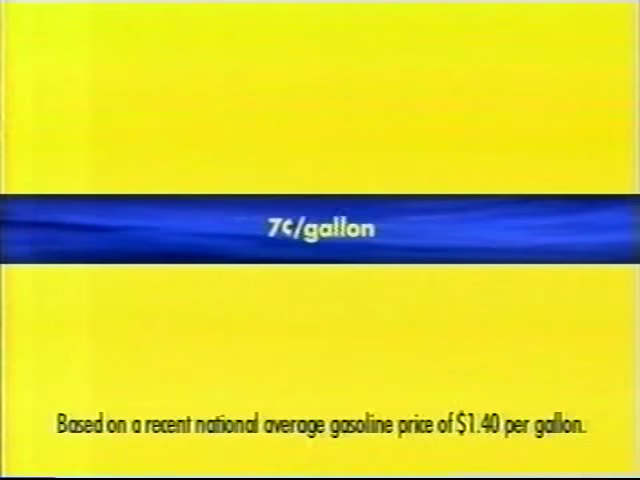 7¢/gallon
Based on a recent national average gasoline price of $1.40 per gallon.